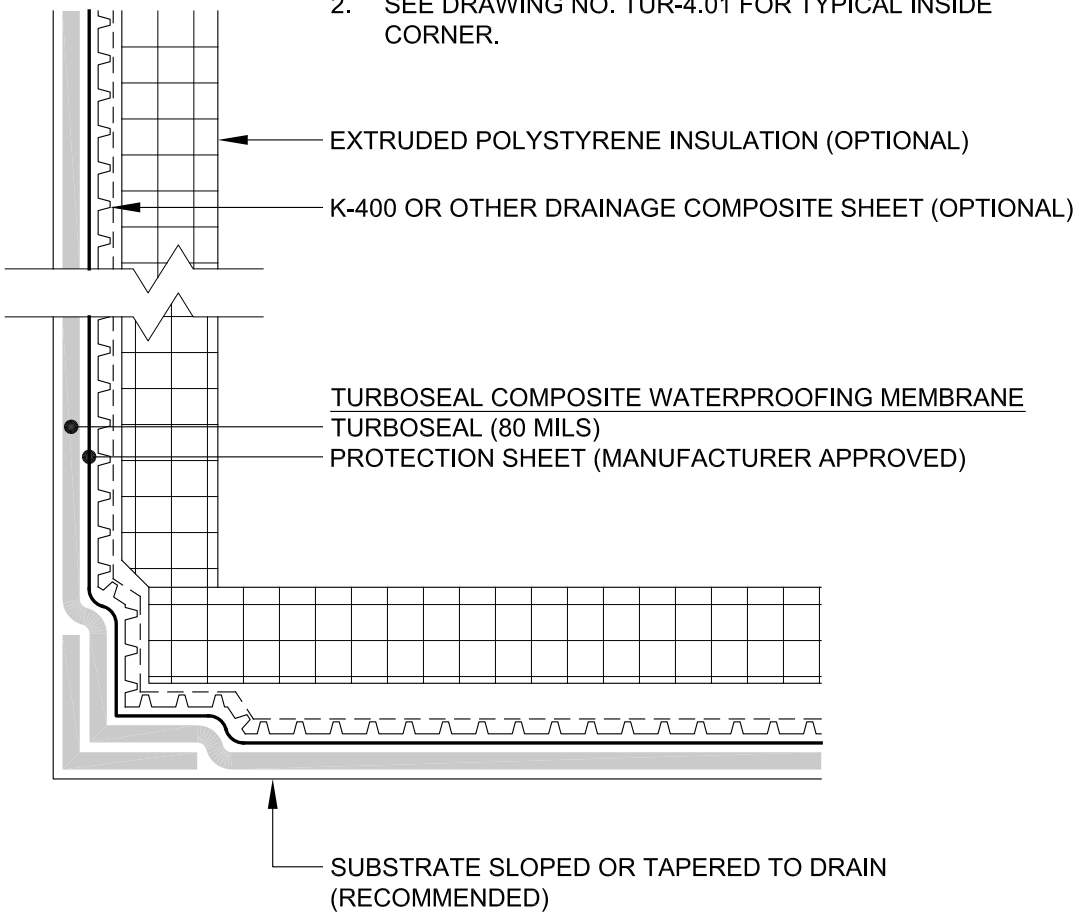 2. SEE DRAWING NO. TUR-4.01 FOR TYPICAL INSIDE
CORNER.
EXTRUDED POLYSTYRENE INSULATION (OPTIONAL)
K-400 OR OTHER DRAINAGE COMPOSITE SHEET (OPTIONAL)
TURBOSEAL COMPOSITE WATERPROOFING MEMBRANE
TURBOSEAL (80 MILS)
PROTECTION SHEET (MANUFACTURER APPROVED)
SUBSTRATE SLOPED OR TAPERED TO DRAIN
(RECOMMENDED)